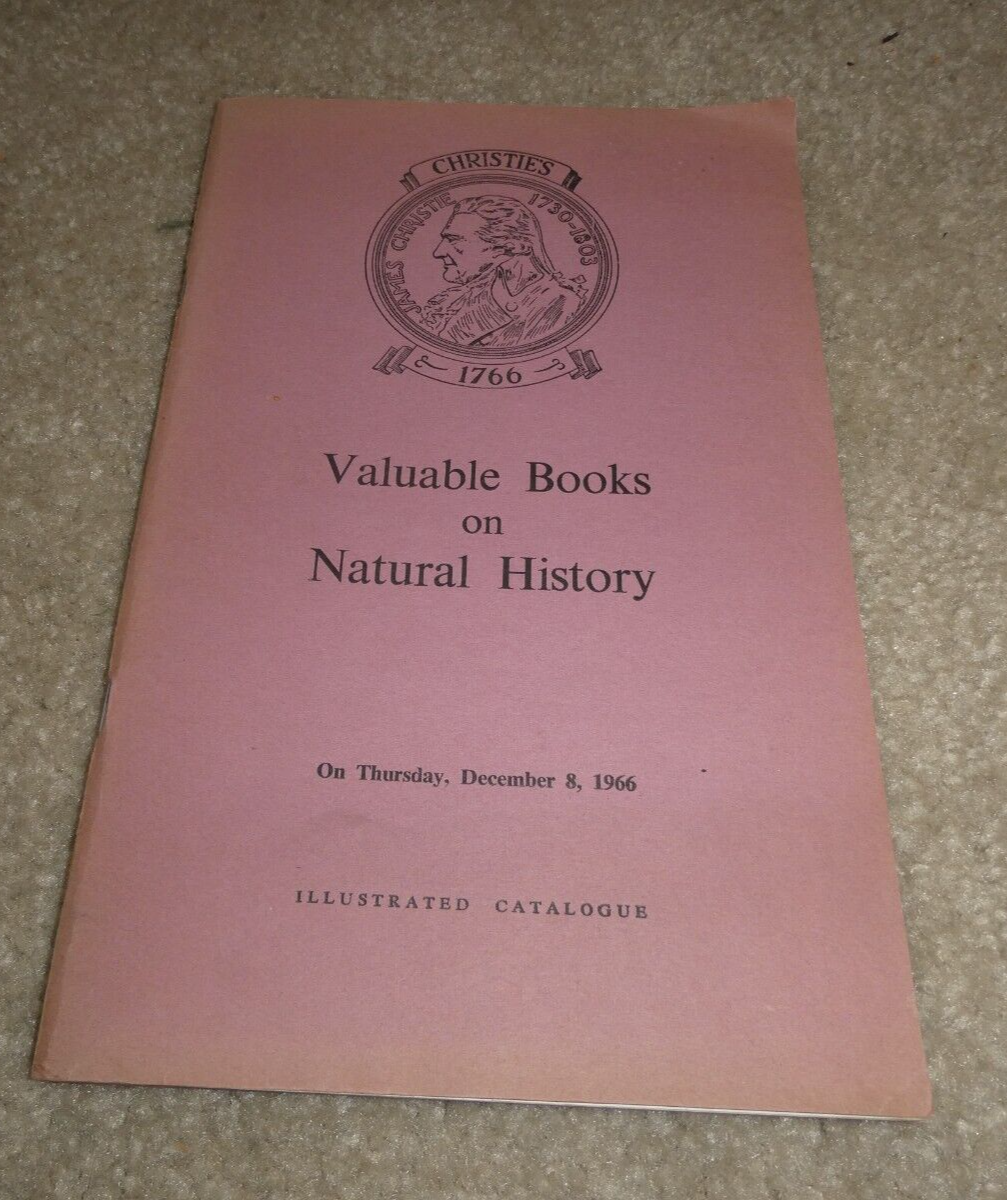 CHRISTIE'S
JAMES CHRISTIE 1730-1803
1766
Valuable Books
on
Natural History
On Thursday, December 8, 1966
ILLUSTRATED CATALOGUE